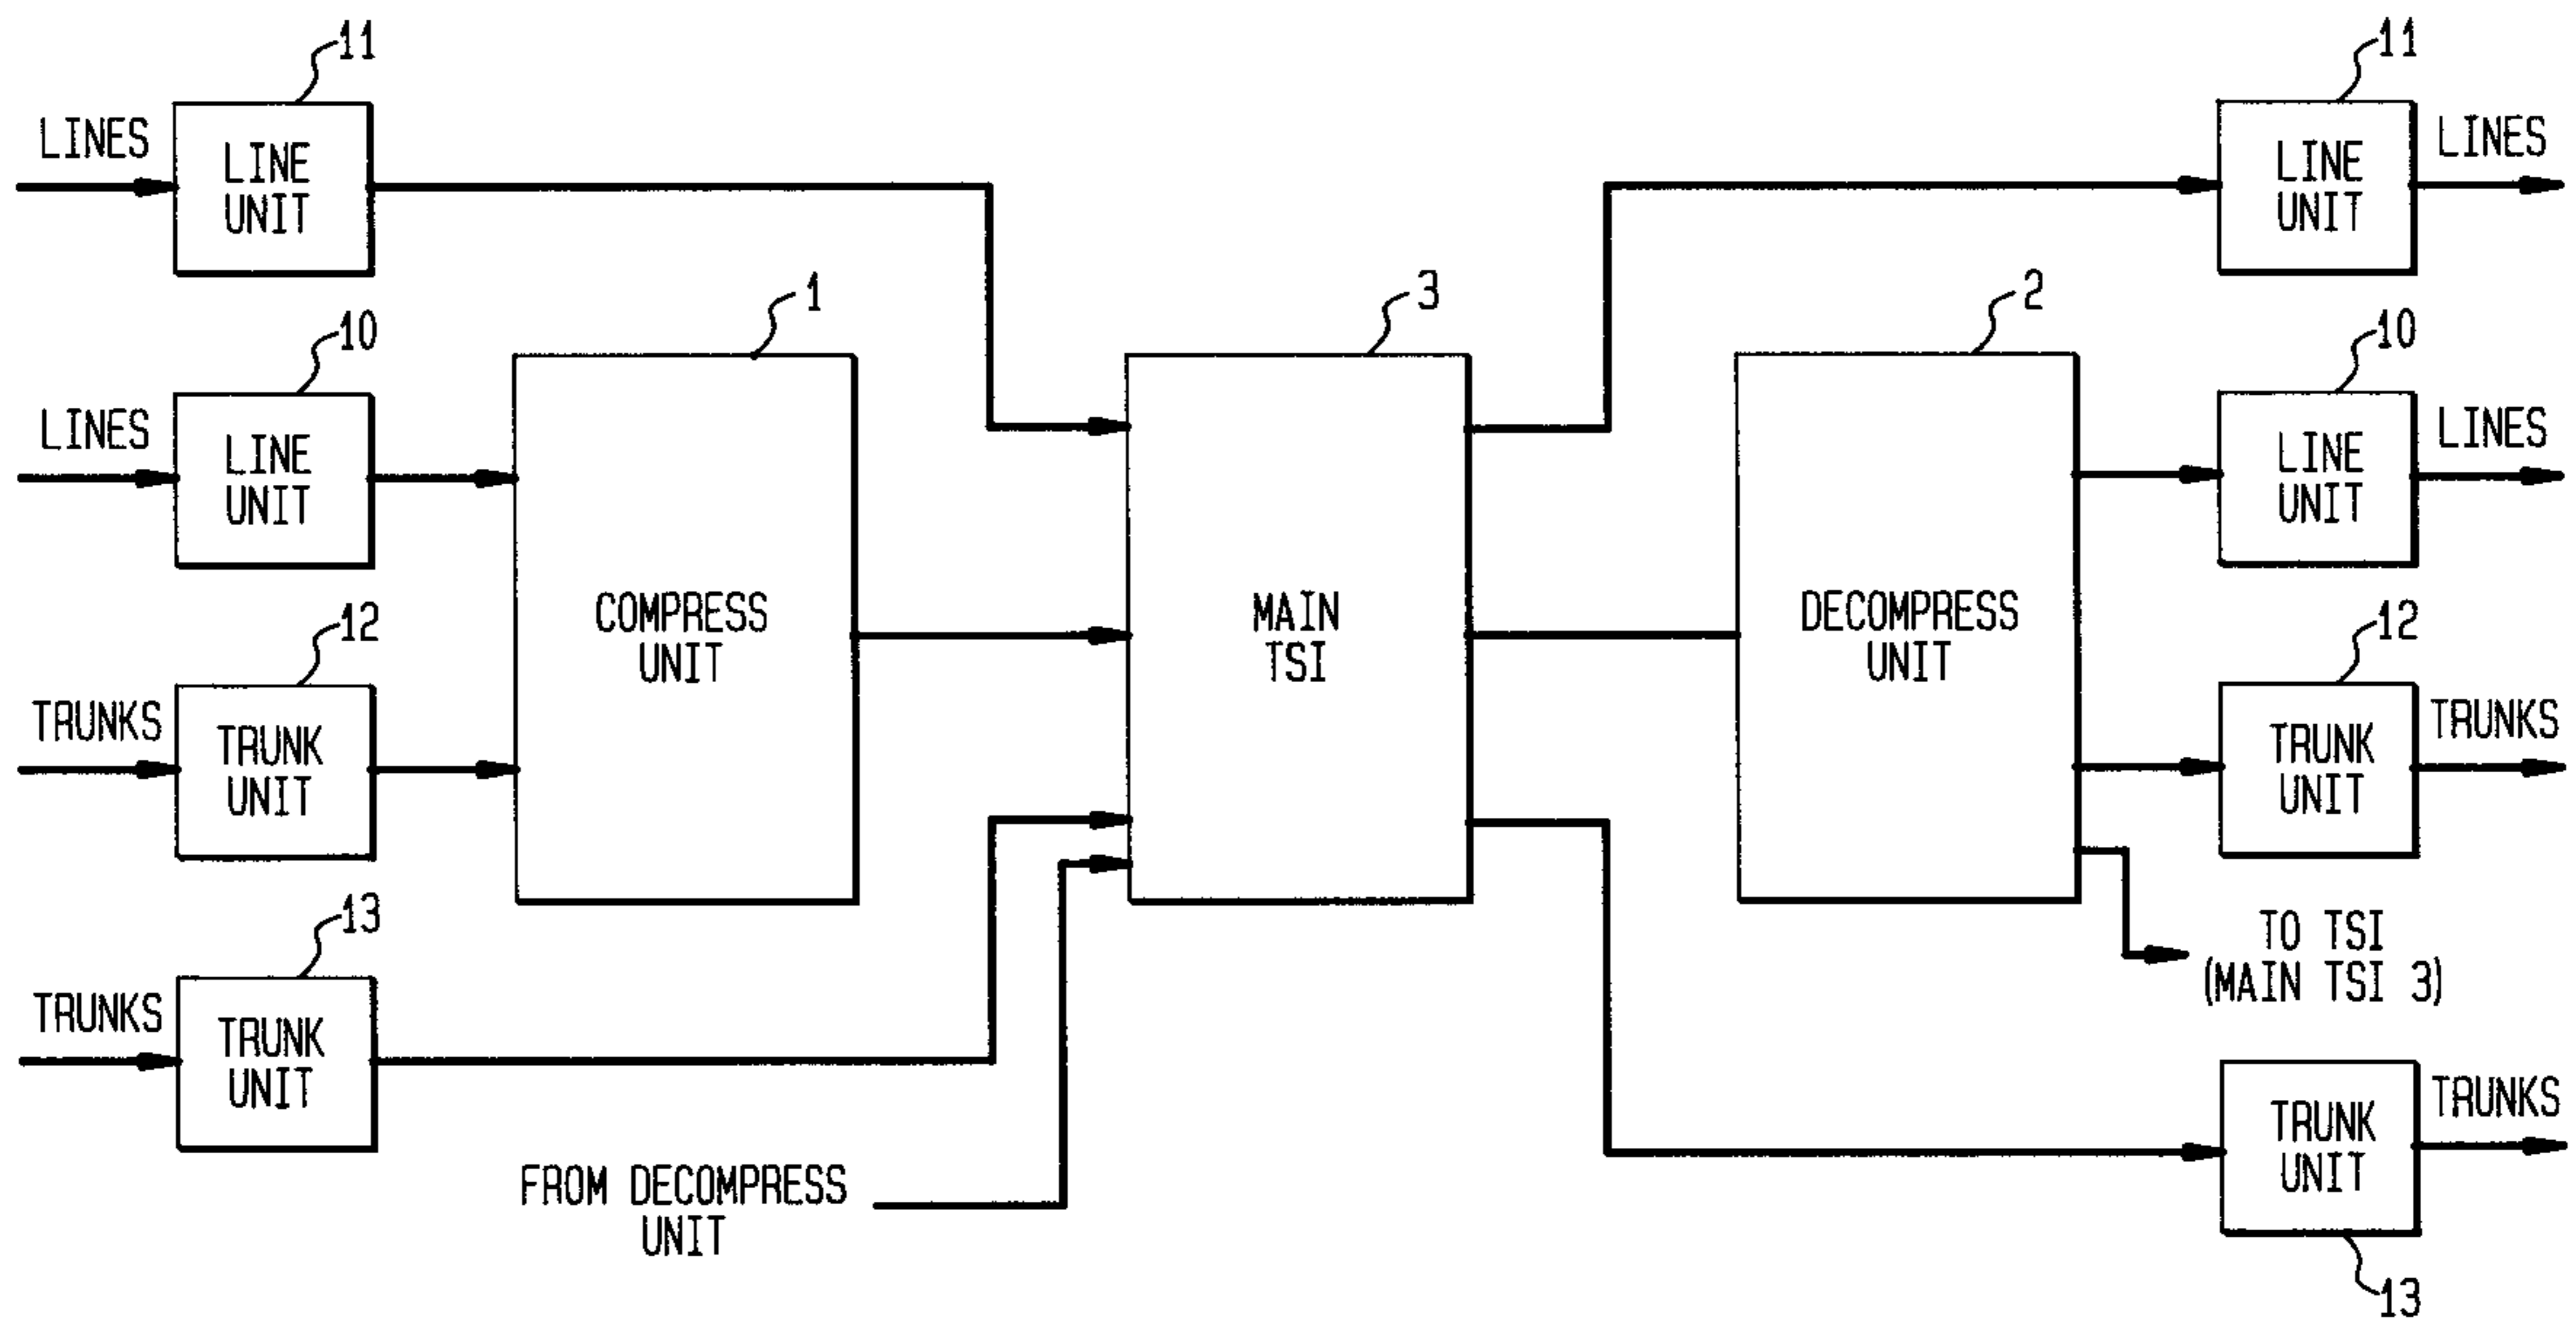 11
LINES
LINE
UNIT
11
LINE
UNIT
LINES
10
LINES
LINE
UNIT
1
COMPRESS
UNIT
3
MAIN
TSI
2
DECOMPRESS
UNIT
10
LINE
UNIT
LINES
12
TRUNKS
TRUNK
UNIT
12
TRUNK
UNIT
TRUNKS
13
TRUNKS
TRUNK
UNIT
TO TSI
(MAIN TSI 3)
FROM DECOMPRESS
UNIT
TRUNK
UNIT
TRUNKS
13